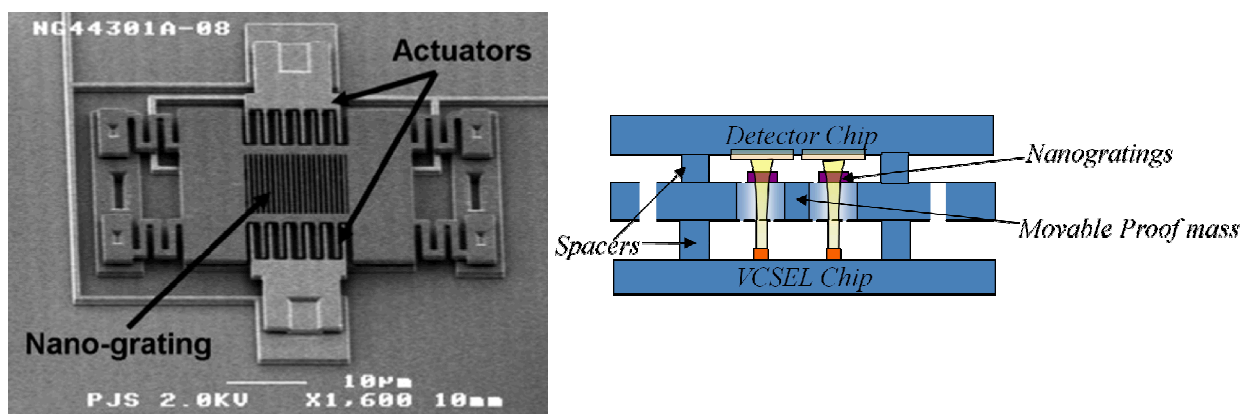 NG44301A-08
Actuators
Nano-grating
10μm
PJS 2.0KV X1,600 10mm
Detector Chip
Nanogratings
Movable Proof mass
Spacers
VCSEL Chip